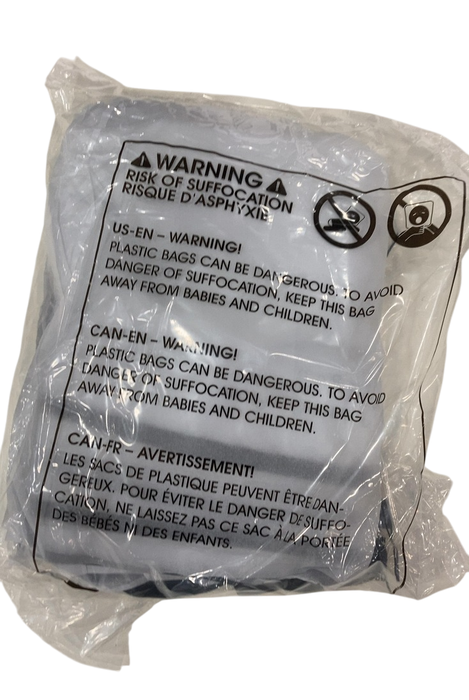 ⚠ WARNING ⚠
RISK OF SUFFOCATION
RISQUE D'ASPHYXIE
US-EN – WARNING!
PLASTIC BAGS CAN BE DANGEROUS. TO AVOID
DANGER OF SUFFOCATION, KEEP THIS BAG
AWAY FROM BABIES AND CHILDREN.
CAN-EN – WARNING!
PLASTIC BAGS CAN BE DANGEROUS. TO AVOID
DANGER OF SUFFOCATION, KEEP THIS BAG
AWAY FROM BABIES AND CHILDREN.
CAN-FR – AVERTISSEMENT!
LES SACS DE PLASTIQUE PEUVENT ÊTRE DAN-
GEREUX. POUR ÉVITER LE DANGER DE SUFFO-
CATION, NE LAISSEZ PAS CE SAC À LA PORTÉE
DES BÉBÉS NI DES ENFANTS.